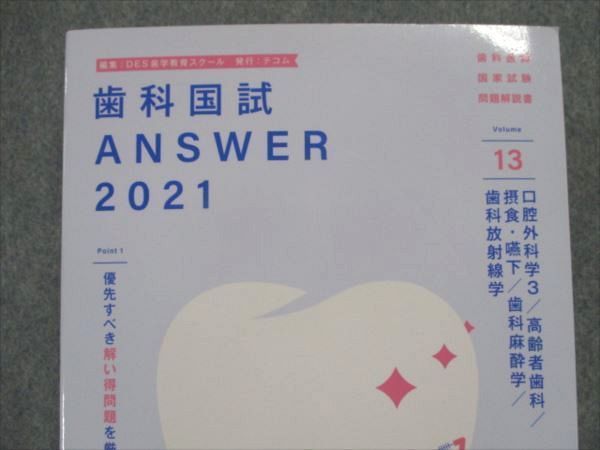 編集：DES歯学教育スクール　発行：テコム
歯科国試
ANSWER
2021
歯科医師
国家試験
問題解説書
Volume
13
口腔外科学3／高齢者歯科／
摂食・嚥下／歯科麻酔学／
歯科放射線学
Point 1
優先すべき解い得問題を厳